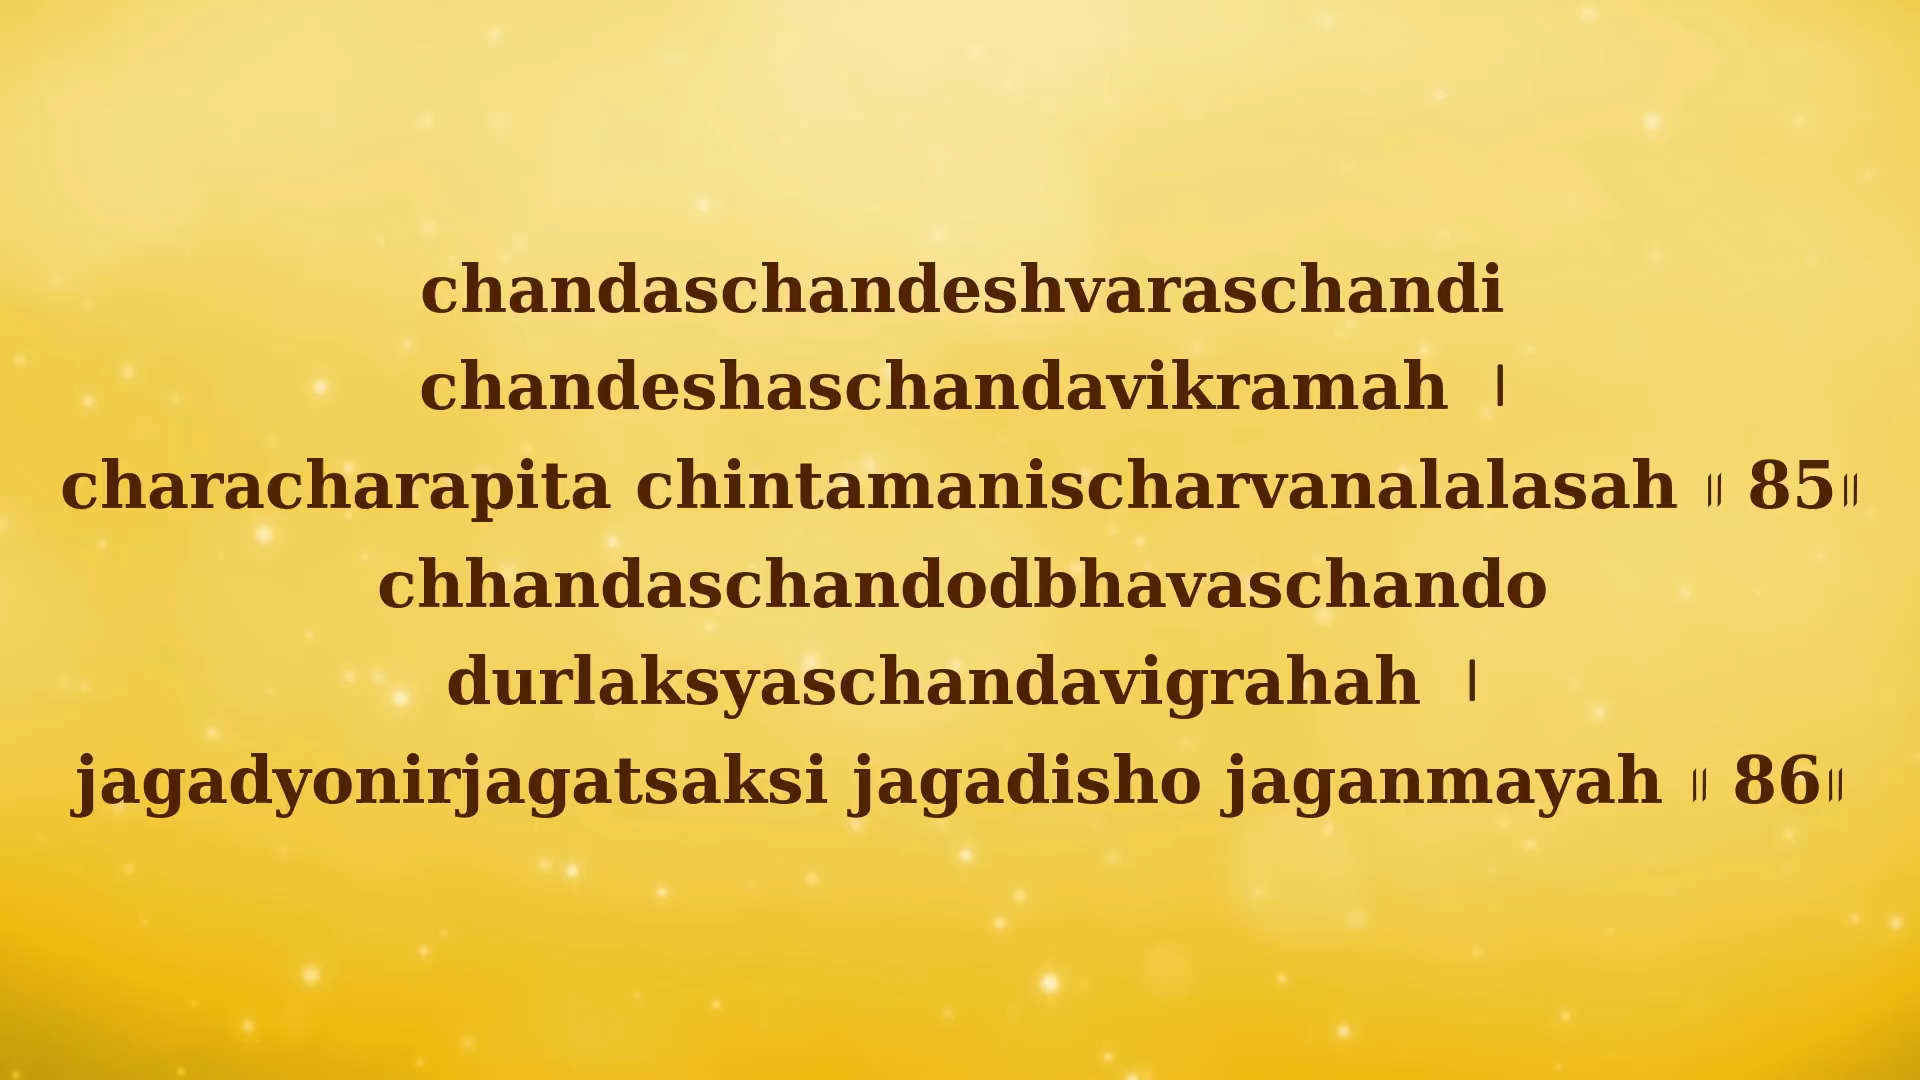 chandaschandeshvaraschandi
chandeshaschandavikramah ।
characharapita chintamanischarvanalalasah ॥ 85॥
chhandaschandodbhavaschando
durlaksyaschandavigrahah ।
jagadyonirjagatsaksi jagadisho jaganmayah ॥ 86॥